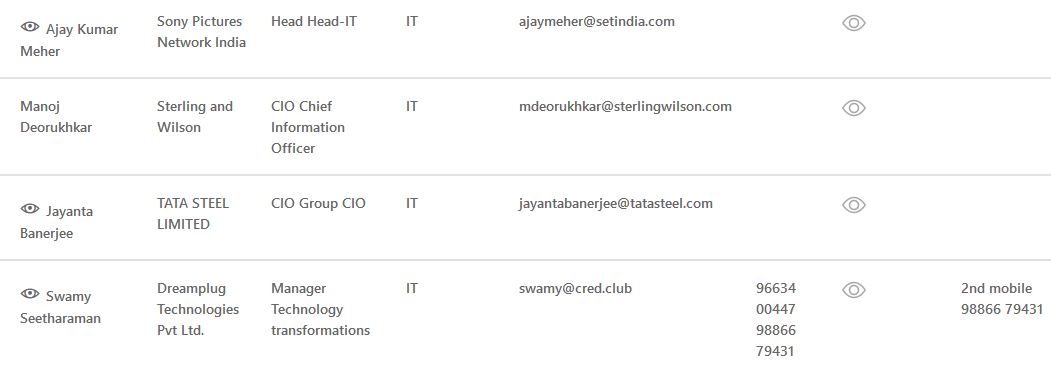 Ajay Kumar Meher
Sony Pictures Network India
Head Head-IT
IT
ajaymeher@setindia.com
Manoj Deorukhkar
Sterling and Wilson
CIO Chief Information Officer
IT
mdeorukhkar@sterlingwilson.com
Jayanta Banerjee
TATA STEEL LIMITED
CIO Group CIO
IT
jayantabanerjee@tatasteel.com
Swamy Seetharaman
Dreamplug Technologies Pvt Ltd.
Manager Technology transformations
IT
swamy@cred.club
96634 00447
98866 79431
2nd mobile
98866 79431